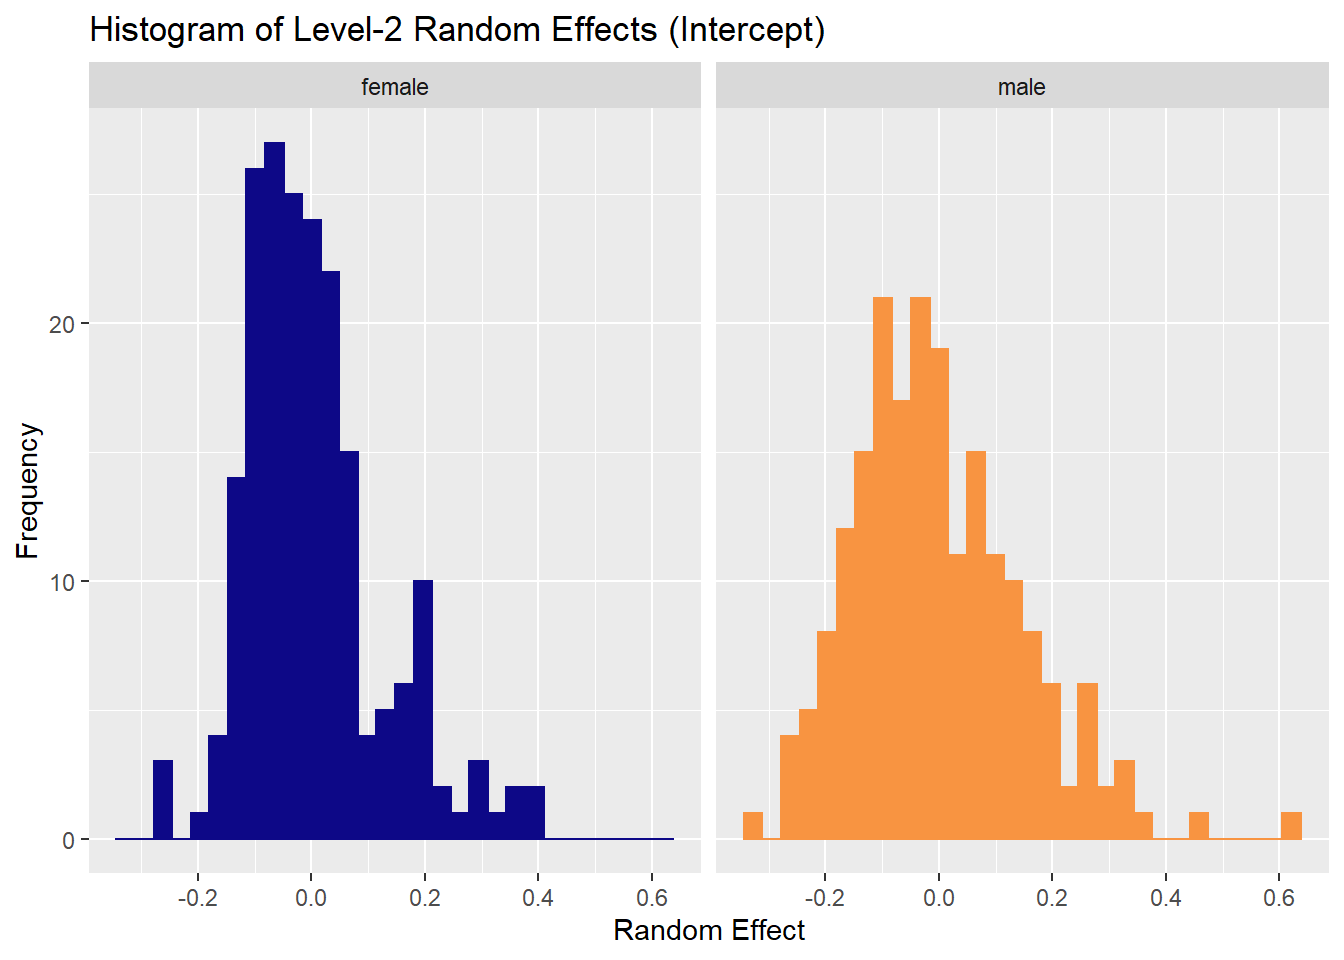 Histogram of Level-2 Random Effects (Intercept)
female
male
Frequency
20
10
0
-0.2 0.0 0.2 0.4 0.6
-0.2 0.0 0.2 0.4 0.6
Random Effect